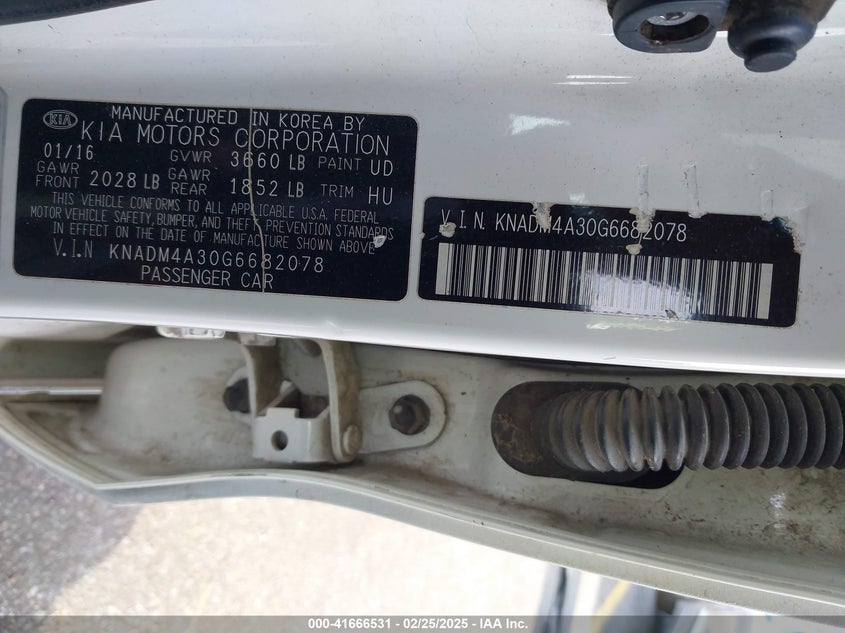 KIA
MANUFACTURED IN KOREA BY
KIA MOTORS CORPORATION
01/16 GVWR 3660 LB PAINT UD
GAWR FRONT 2028 LB GAWR REAR 1852 LB TRIM HU
THIS VEHICLE CONFORMS TO ALL APPLICABLE U.S.A. FEDERAL
MOTOR VEHICLE SAFETY, BUMPER, AND THEFT PREVENTION STANDARDS
IN EFFECT ON THE DATE OF MANUFACTURE SHOWN ABOVE
V.I.N KNADM4A30G6682078
PASSENGER CAR
V.I.N. KNADM4A30G6682078
000-41666531 - 02/25/2025 - IAA Inc.